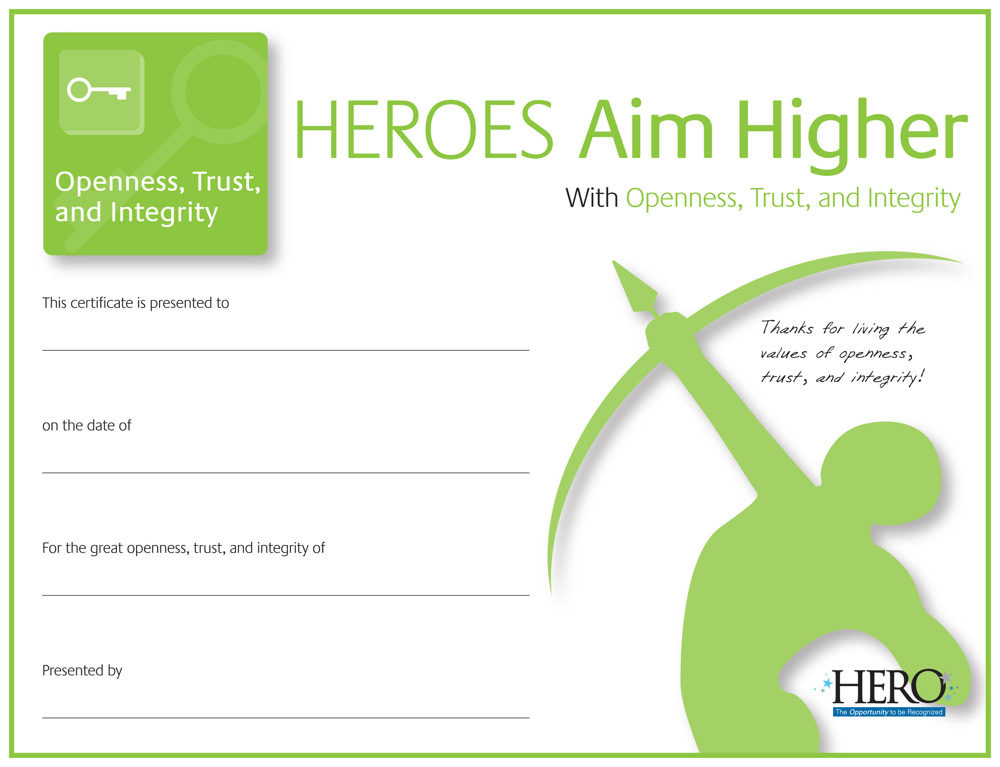 Openness, Trust,
and Integrity
HEROES Aim Higher
With Openness, Trust, and Integrity
This certificate is presented to
Thanks for living the
values of openness,
trust, and integrity!
on the date of
For the great openness, trust, and integrity of
Presented by
HERO
The Opportunity to be Recognized